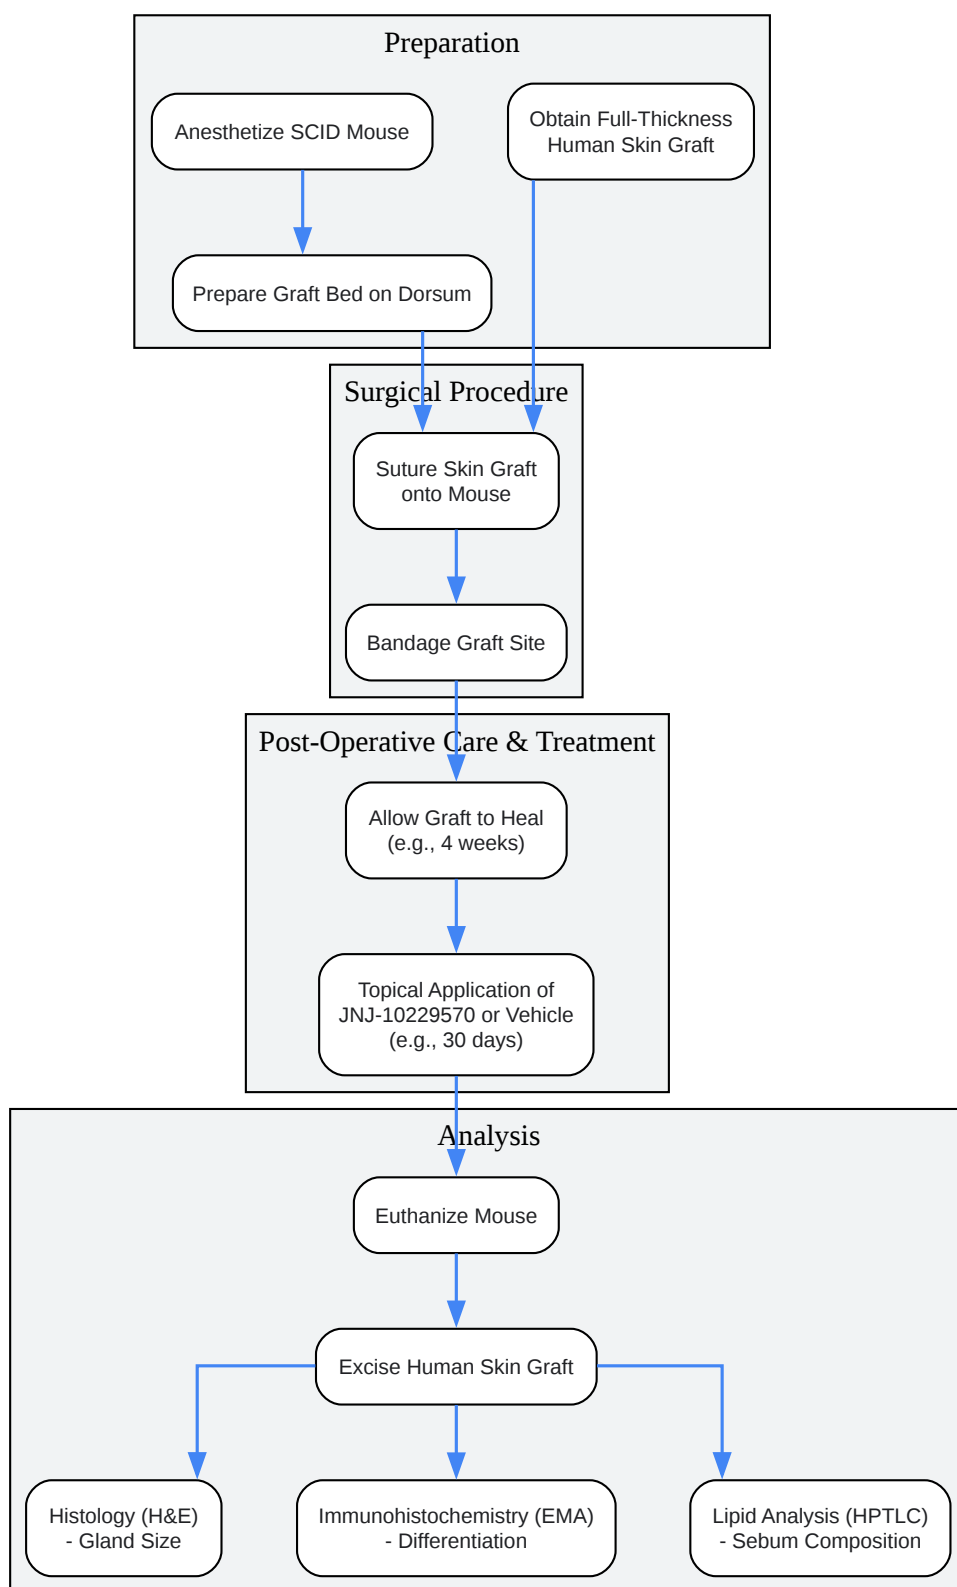 Preparation
Anesthetize SCID Mouse
Obtain Full-Thickness
Human Skin Graft
Prepare Graft Bed on Dorsum
Surgical Procedure
Suture Skin Graft
onto Mouse
Bandage Graft Site
Post-Operative Care & Treatment
Allow Graft to Heal
(e.g., 4 weeks)
Topical Application of
JNJ-10229570 or Vehicle
(e.g., 30 days)
Analysis
Euthanize Mouse
Excise Human Skin Graft
Histology (H&E)
- Gland Size
Immunohistochemistry (EMA)
- Differentiation
Lipid Analysis (HPTLC)
- Sebum Composition